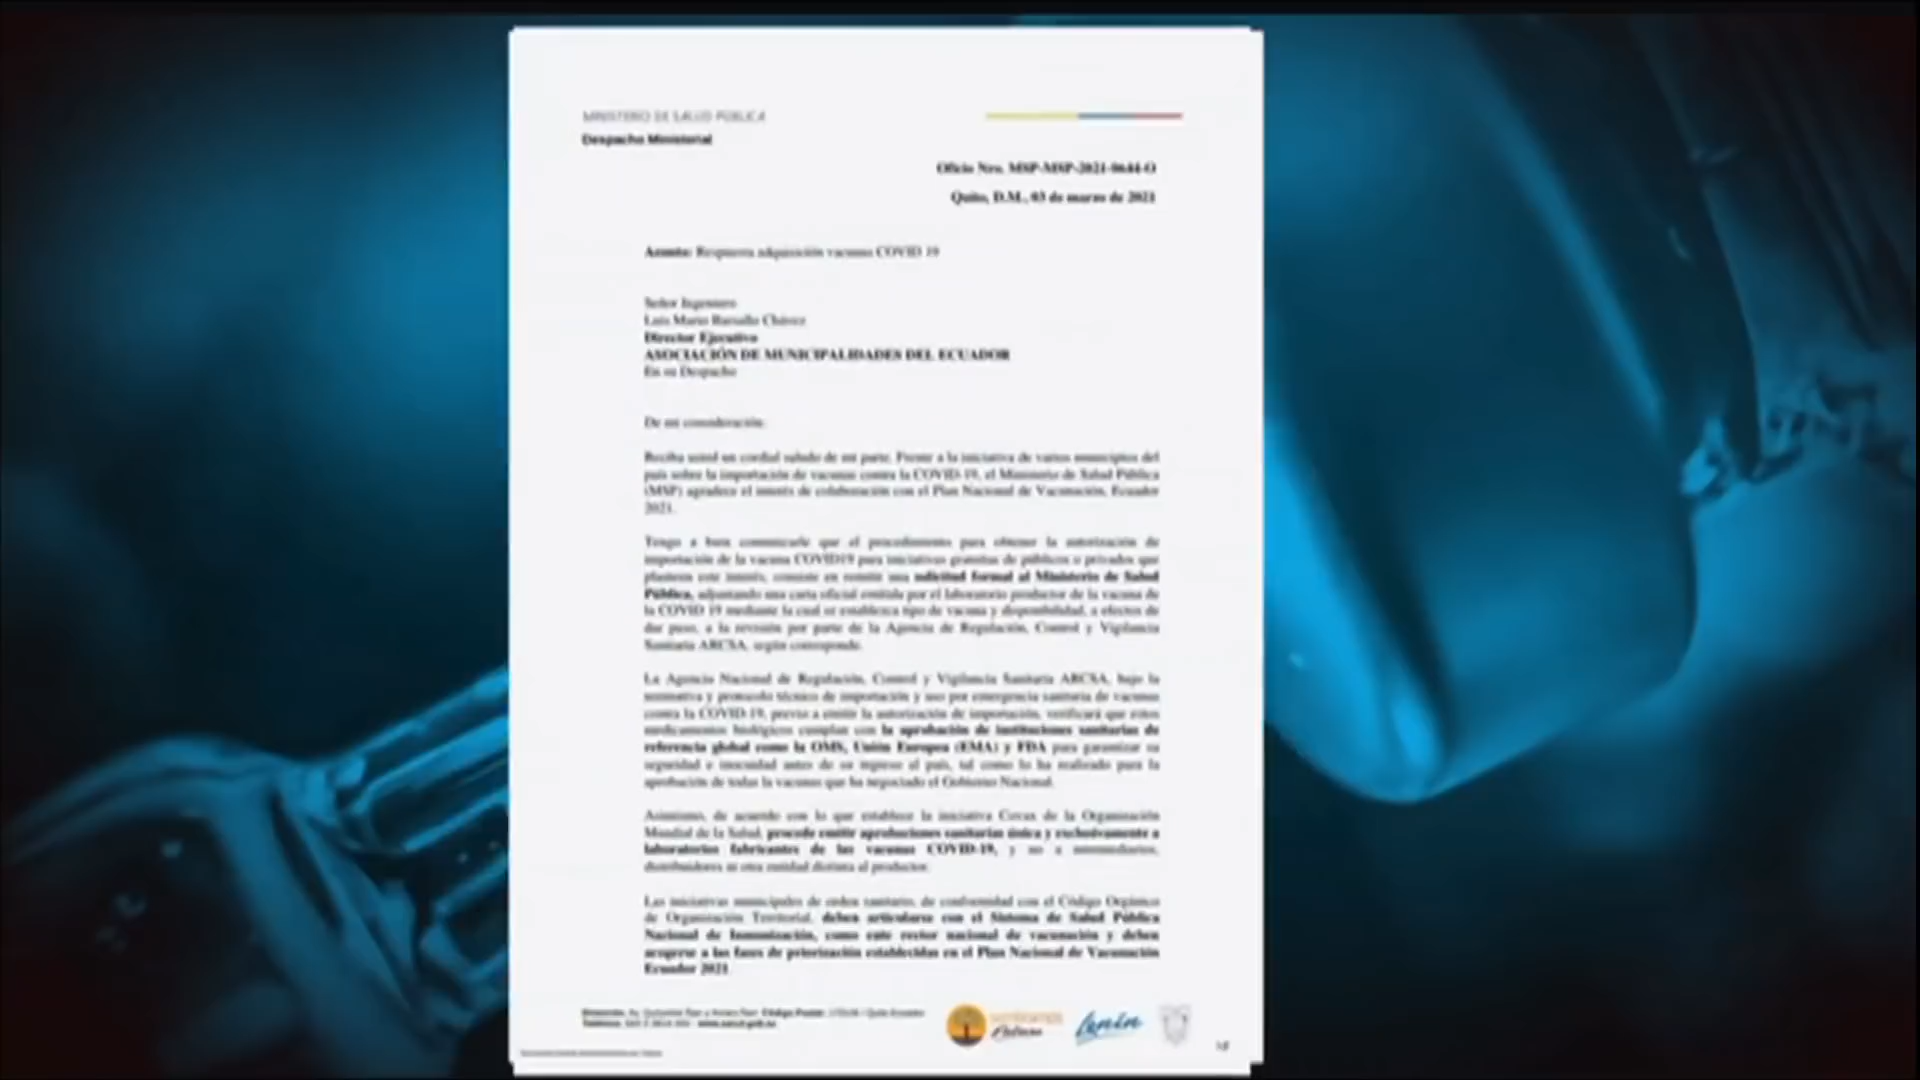 MINISTERIO DE SALUD PÚBLICA
Despacho Ministerial
Oficio Nro. MSP-MSP-2021-0644-O
Quito, D.M., 03 de marzo de 2021
Asunto: Respuesta adquisición vacunas COVID 19
Señor Ingeniero
Luis Mario Barsallo Chávez
Director Ejecutivo
ASOCIACIÓN DE MUNICIPALIDADES DEL ECUADOR
En su Despacho
De mi consideración:
Reciba usted un cordial saludo de mi parte. Frente a la iniciativa de varios municipios del
país sobre la importación de vacunas contra la COVID-19, el Ministerio de Salud Pública
(MSP) agradece el interés de colaboración con el Plan Nacional de Vacunación, Ecuador
2021.
Tengo a bien comunicarle que el procedimiento para obtener la autorización de
importación de la vacuna COVID19 para iniciativas gratuitas de públicos o privados que
planteen este interés, consiste en remitir una solicitud formal al Ministerio de Salud
Pública, adjuntando una carta oficial emitida por el laboratorio productor de la vacuna de
la COVID 19 mediante la cual se establezca tipo de vacuna y disponibilidad, a efectos de
dar paso, a la revisión por parte de la Agencia de Regulación, Control y Vigilancia
Sanitaria ARCSA, según corresponde.
La Agencia Nacional de Regulación, Control y Vigilancia Sanitaria ARCSA, bajo la
normativa y protocolo técnico de importación y uso por emergencia sanitaria de vacunas
contra la COVID-19, previo a emitir la autorización de importación, verificará que estos
medicamentos biológicos cumplan con la aprobación de instituciones sanitarias de
referencia global como la OMS, Unión Europea (EMA) y FDA para garantizar su
seguridad e inocuidad antes de su ingreso al país, tal como lo ha realizado para la
aprobación de todas la vacunas que ha negociado el Gobierno Nacional.
Asimismo, de acuerdo con lo que establece la iniciativa Covax de la Organización
Mundial de la Salud, procede emitir aprobaciones sanitarias única y exclusivamente a
laboratorios fabricantes de las vacunas COVID-19, y no a intermediarios,
distribuidores ni otra entidad distinta al productor.
Las iniciativas municipales de orden sanitario, de conformidad con el Código Orgánico
de Organización Territorial, deben articularse con el Sistema de Salud Pública
Nacional de Inmunización, como ente rector nacional de vacunación y deben
acogerse a las fases de priorización establecidas en el Plan Nacional de Vacunación
Ecuador 2021
Dirección: Código Postal: Quito Ecuador
Teléfono: www.salud.gob.ec
Lenín